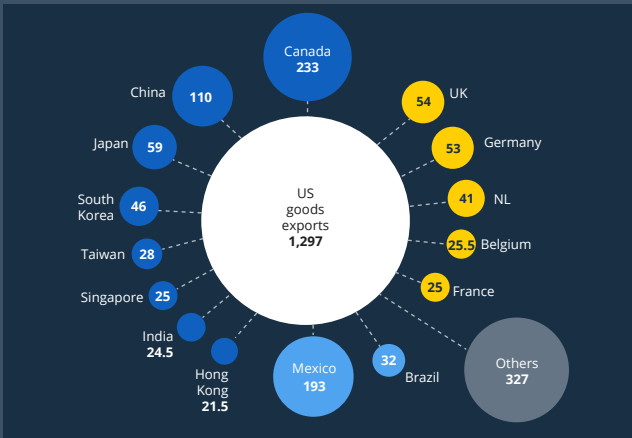 Canada
233
China
110
UK
54
Japan
59
Germany
53
South
Korea
46
NL
41
US
goods
exports
1,297
Taiwan
28
Belgium
25.5
Singapore
25
France
25
India
24.5
Hong
Kong
21.5
Mexico
193
Brazil
32
Others
327